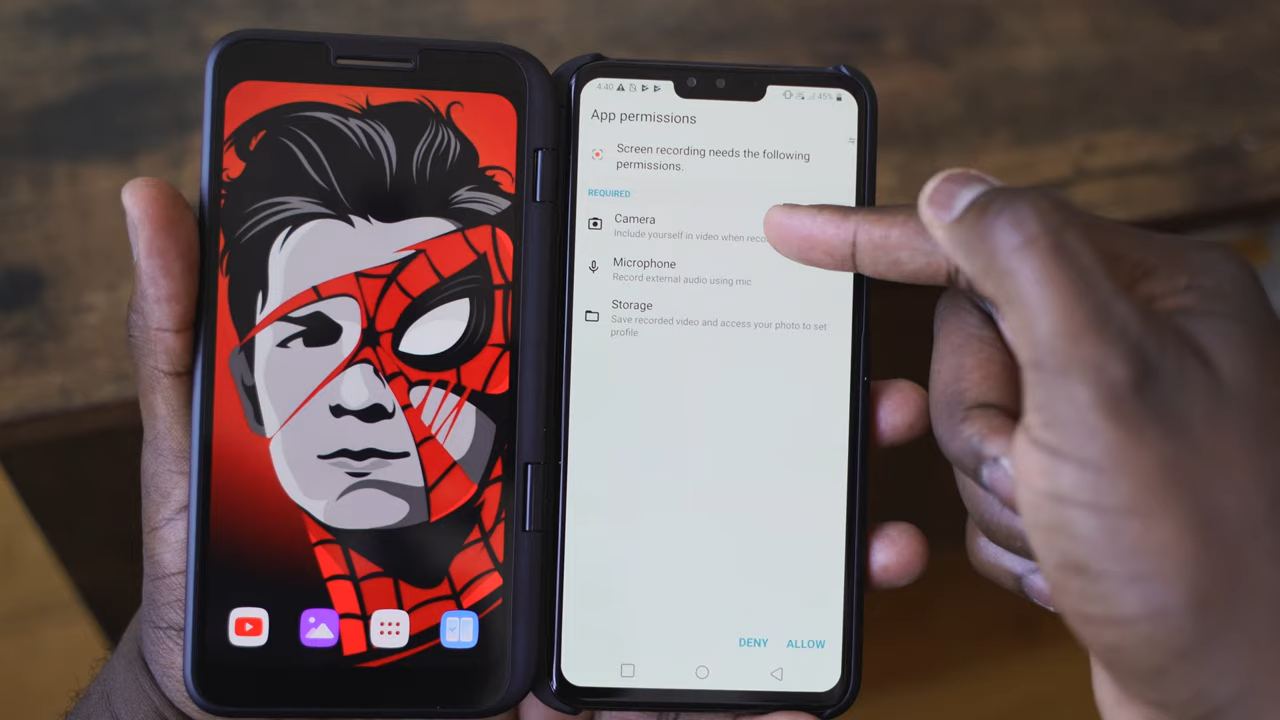 4:40
45%
App permissions
Screen recording needs the following
permissions.
REQUIRED
Camera
Include yourself in video when
Microphone
Record external audio using mic
Storage
Save recorded video and access your photo to set
profile
DENY
ALLOW